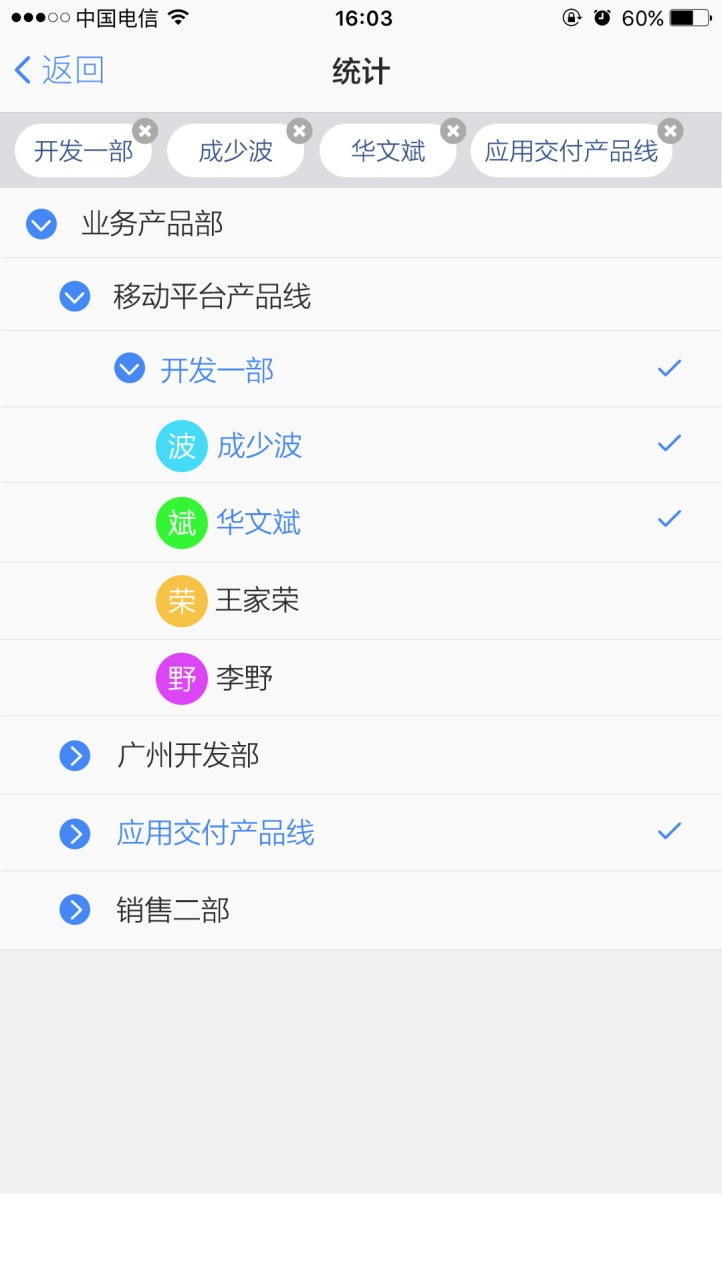 中国电信 16:03 60%
返回 统计
开发一部 成少波 华文斌 应用交付产品线
业务产品部
移动平台产品线
开发一部
波 成少波
斌 华文斌
荣 王家荣
野 李野
广州开发部
应用交付产品线
销售二部